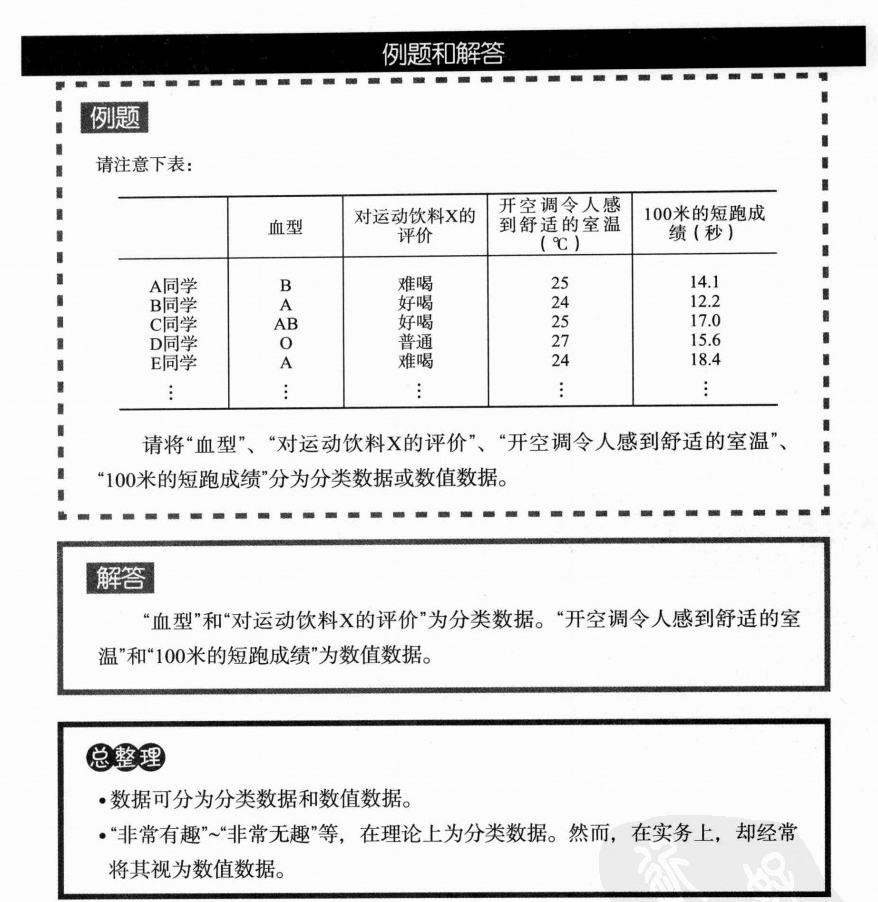 例题和解答
例题
请注意下表：
血型
对运动饮料X的
评价
开空调令人感
到舒适的室温
（℃）
100米的短跑成
绩（秒）
A同学 B 难喝 25 14.1
B同学 A 好喝 24 12.2
C同学 AB 好喝 25 17.0
D同学 O 普通 27 15.6
E同学 A 难喝 24 18.4
⋮ ⋮ ⋮ ⋮ ⋮
请将“血型”、“对运动饮料X的评价”、“开空调令人感到舒适的室温”、
“100米的短跑成绩”分为分类数据或数值数据。
解答
“血型”和“对运动饮料X的评价”为分类数据。“开空调令人感到舒适的室
温”和“100米的短跑成绩”为数值数据。
总整理
•数据可分为分类数据和数值数据。
•“非常有趣”~“非常无趣”等，在理论上为分类数据。然而，在实务上，却经常
将其视为数值数据。